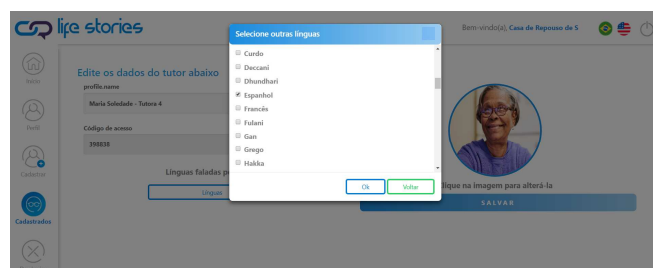 life stories
Bem-vindo(a), Casa de Repouso de S
Início
Perfil
Cadastrar
Cadastrados
Edite os dados do tutor abaixo
profile.name
Maria Soledade - Tutora 4
Código de acesso
398838
Línguas faladas p
Línguas
Selecione outras línguas
Curdo
Deccani
Dhundhari
Espanhol
Francês
Fulani
Gan
Grego
Hakka
Ok
Voltar
lique na imagem para alterá-la
SALVAR